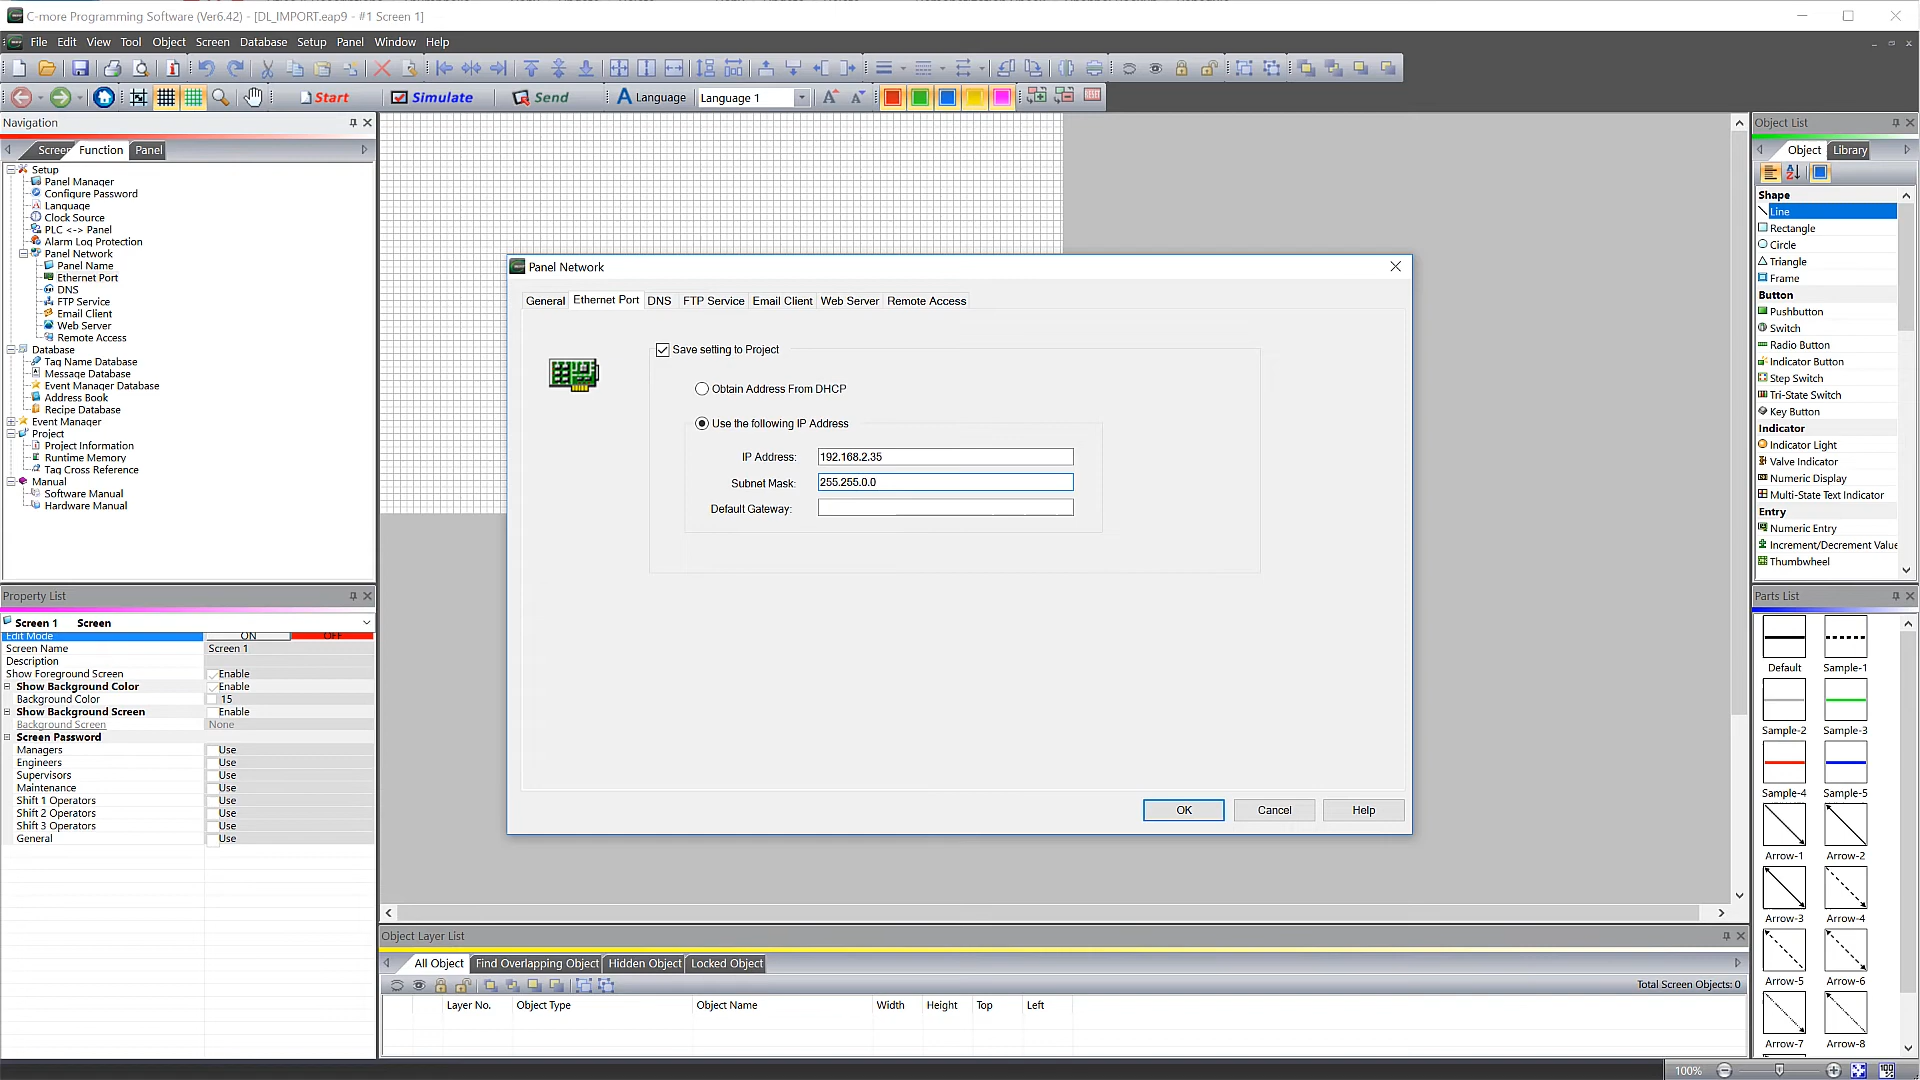 C-more Programming Software (Ver6.42) - [DL_IMPORT.eap9 - #1 Screen 1]
File Edit View Tool Object Screen Database Setup Panel Window Help
Start Simulate Send Language Language 1
Navigation
Screen Function Panel
Setup
Panel Manager
Configure Password
Language
Clock Source
PLC <-> Panel
Alarm Log Protection
Panel Network
Panel Name
Ethernet Port
DNS
FTP Service
Email Client
Web Server
Remote Access
Database
Tag Name Database
Message Database
Event Manager Database
Address Book
Recipe Database
Event Manager
Project
Project Information
Runtime Memory
Tag Cross Reference
Manual
Software Manual
Hardware Manual
Property List
Screen 1 Screen
Edit Mode ON OFF
Screen Name Screen 1
Description
Show Foreground Screen Enable
Show Background Color Enable
Background Color 15
Show Background Screen Enable
Background Screen None
Screen Password
Managers Use
Engineers Use
Supervisors Use
Maintenance Use
Shift 1 Operators Use
Shift 2 Operators Use
Shift 3 Operators Use
General Use
Panel Network
General Ethernet Port DNS FTP Service Email Client Web Server Remote Access
Save setting to Project
Obtain Address From DHCP
Use the following IP Address
IP Address: 192.168.2.35
Subnet Mask: 255.255.0.0
Default Gateway:
OK Cancel Help
Object Layer List
All Object Find Overlapping Object Hidden Object Locked Object
Total Screen Objects: 0
Layer No. Object Type Object Name Width Height Top Left
Object List
Object Library
Shape
Line
Rectangle
Circle
Triangle
Frame
Button
Pushbutton
Switch
Radio Button
Indicator Button
Step Switch
Tri-State Switch
Key Button
Indicator
Indicator Light
Valve Indicator
Numeric Display
Multi-State Text Indicator
Entry
Numeric Entry
Increment/Decrement Value
Thumbwheel
Parts List
Default Sample-1
Sample-2 Sample-3
Sample-4 Sample-5
Arrow-1 Arrow-2
Arrow-3 Arrow-4
Arrow-5 Arrow-6
Arrow-7 Arrow-8
100%